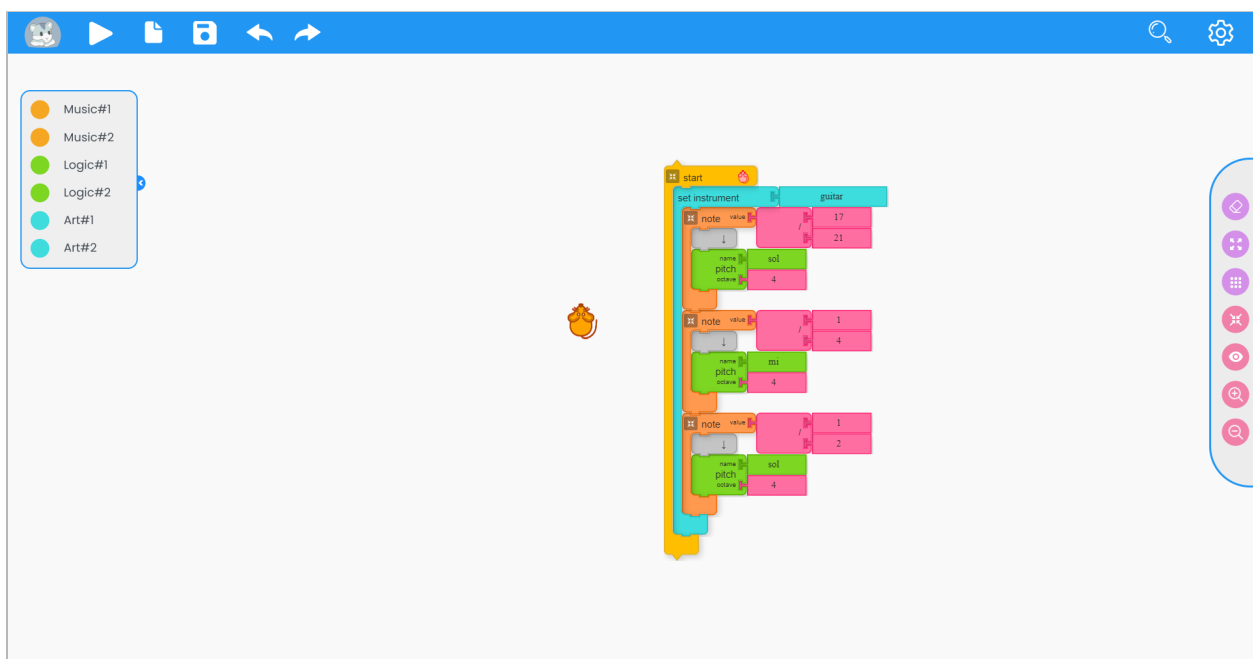 Music#1
Music#2
Logic#1
Logic#2
Art#1
Art#2
start
set instrument guitar
note value / 17
↓ 21
name sol
pitch
octave 4
note value / 1
↓ 4
name mi
pitch
octave 4
note value / 1
↓ 2
name sol
pitch
octave 4